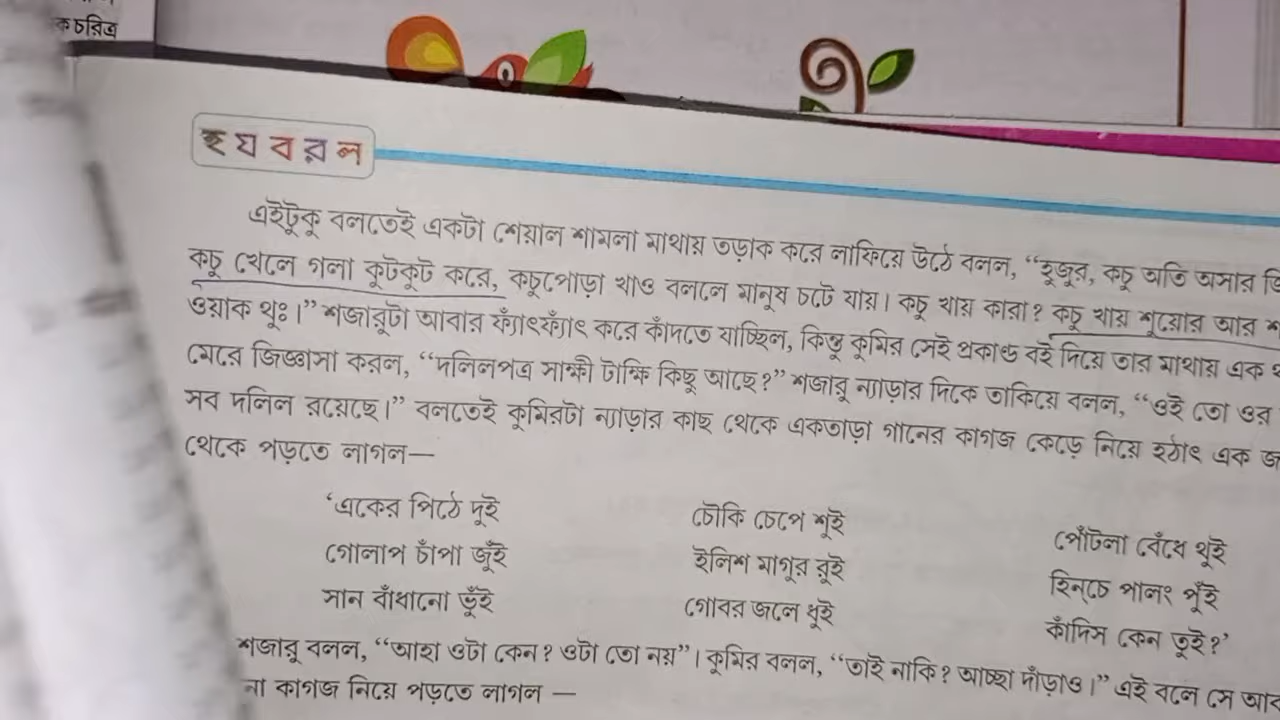 চরিত্র
হ য ব র ল
এইটুকু বলতেই একটা শেয়াল শামলা মাথায় তড়াক করে লাফিয়ে উঠে বলল, “হুজুর, কচু অতি অসার
কচু খেলে গলা কুটকুট করে, কচুপোড়া খাও বললে মানুষ চটে যায়। কচু খায় কারা? কচু খায় শুয়োর আর
ওয়াক থুঃ।” শজারুটা আবার ফ্যাঁৎফ্যাঁৎ করে কাঁদতে যাচ্ছিল, কিন্তু কুমির সেই প্রকাণ্ড বই দিয়ে তার মাথায় এক
মেরে জিজ্ঞাসা করল, “দলিলপত্র সাক্ষী টাক্ষি কিছু আছে?” শজারু ন্যাড়ার দিকে তাকিয়ে বলল, “ওই তো ওর
সব দলিল রয়েছে।” বলতেই কুমিরটা ন্যাড়ার কাছ থেকে একতাড়া গানের কাগজ কেড়ে নিয়ে হঠাৎ এক
থেকে পড়তে লাগল—
‘একের পিঠে দুই চৌকি চেপে শুই পোঁটলা বেঁধে থুই
গোলাপ চাঁপা জুঁই ইলিশ মাগুর রুই হিন্‌চে পালং পুঁই
সান বাঁধানো ভুঁই গোবর জলে ধুই কাঁদিস কেন তুই?’
শজারু বলল, “আহা ওটা কেন? ওটা তো নয়”। কুমির বলল, “তাই নাকি? আচ্ছা দাঁড়াও।” এই বলে সে
কাগজ নিয়ে পড়তে লাগল —